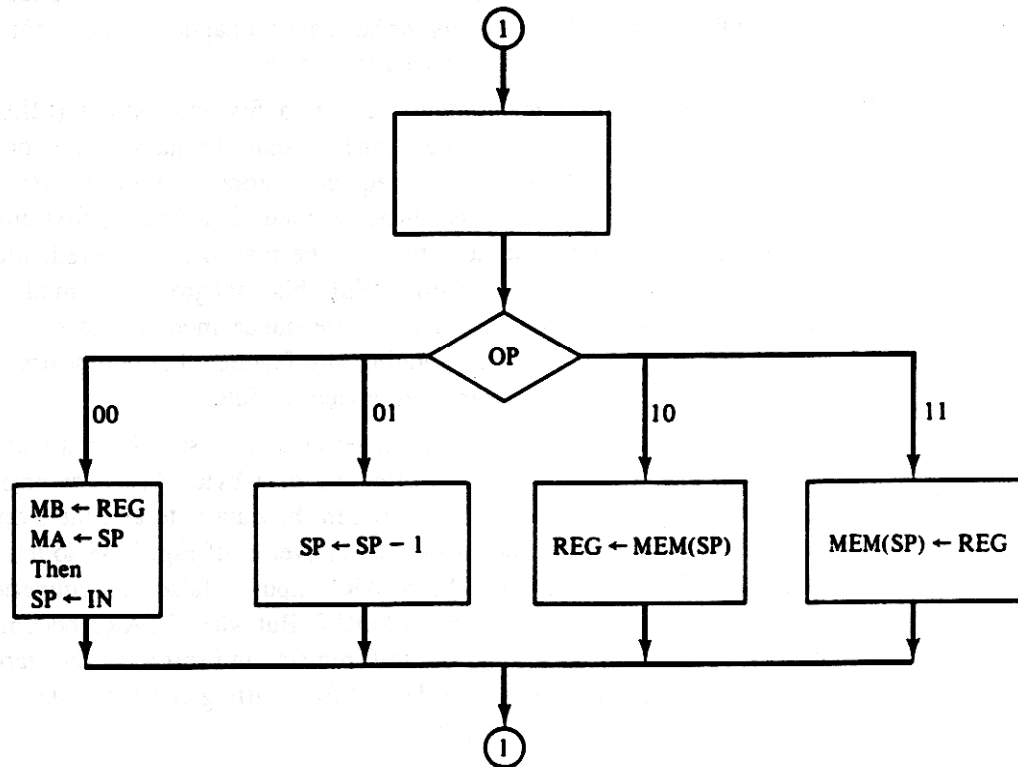 1
OP
00
01
10
11
MB ← REG
MA ← SP
Then
SP ← IN
SP ← SP − 1
REG ← MEM(SP)
MEM(SP) ← REG
1